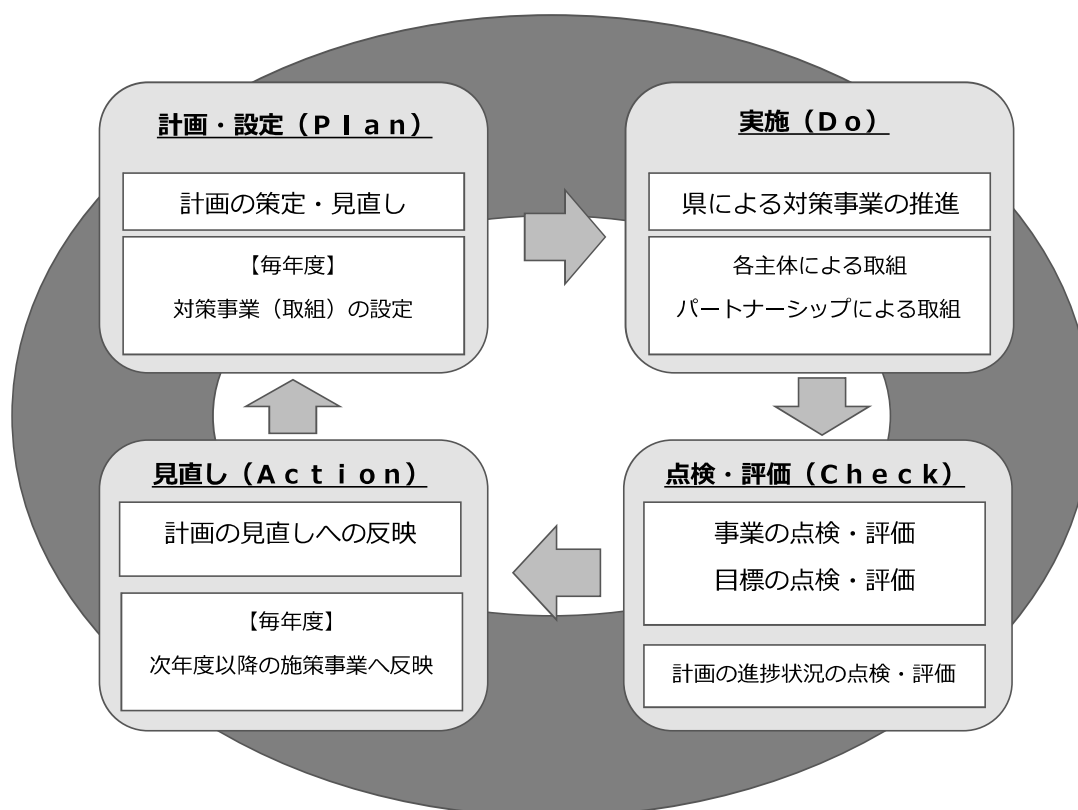 計画・設定（Ｐｌａｎ）
計画の策定・見直し
【毎年度】
対策事業（取組）の設定
実施（Ｄｏ）
県による対策事業の推進
各主体による取組
パートナーシップによる取組
見直し（Ａｃｔｉｏｎ）
計画の見直しへの反映
【毎年度】
次年度以降の施策事業へ反映
点検・評価（Ｃｈｅｃｋ）
事業の点検・評価
目標の点検・評価
計画の進捗状況の点検・評価